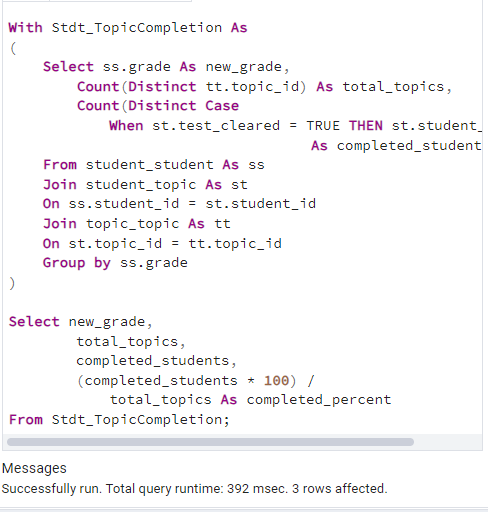 With Stdt_TopicCompletion As
(
Select ss.grade As new_grade,
Count(Distinct tt.topic_id) As total_topics,
Count(Distinct Case
When st.test_cleared = TRUE THEN st.student_
As completed_student
From student_student As ss
Join student_topic As st
On ss.student_id = st.student_id
Join topic_topic As tt
On st.topic_id = tt.topic_id
Group by ss.grade
)
Select new_grade,
total_topics,
completed_students,
(completed_students * 100) /
total_topics As completed_percent
From Stdt_TopicCompletion;
Messages
Successfully run. Total query runtime: 392 msec. 3 rows affected.